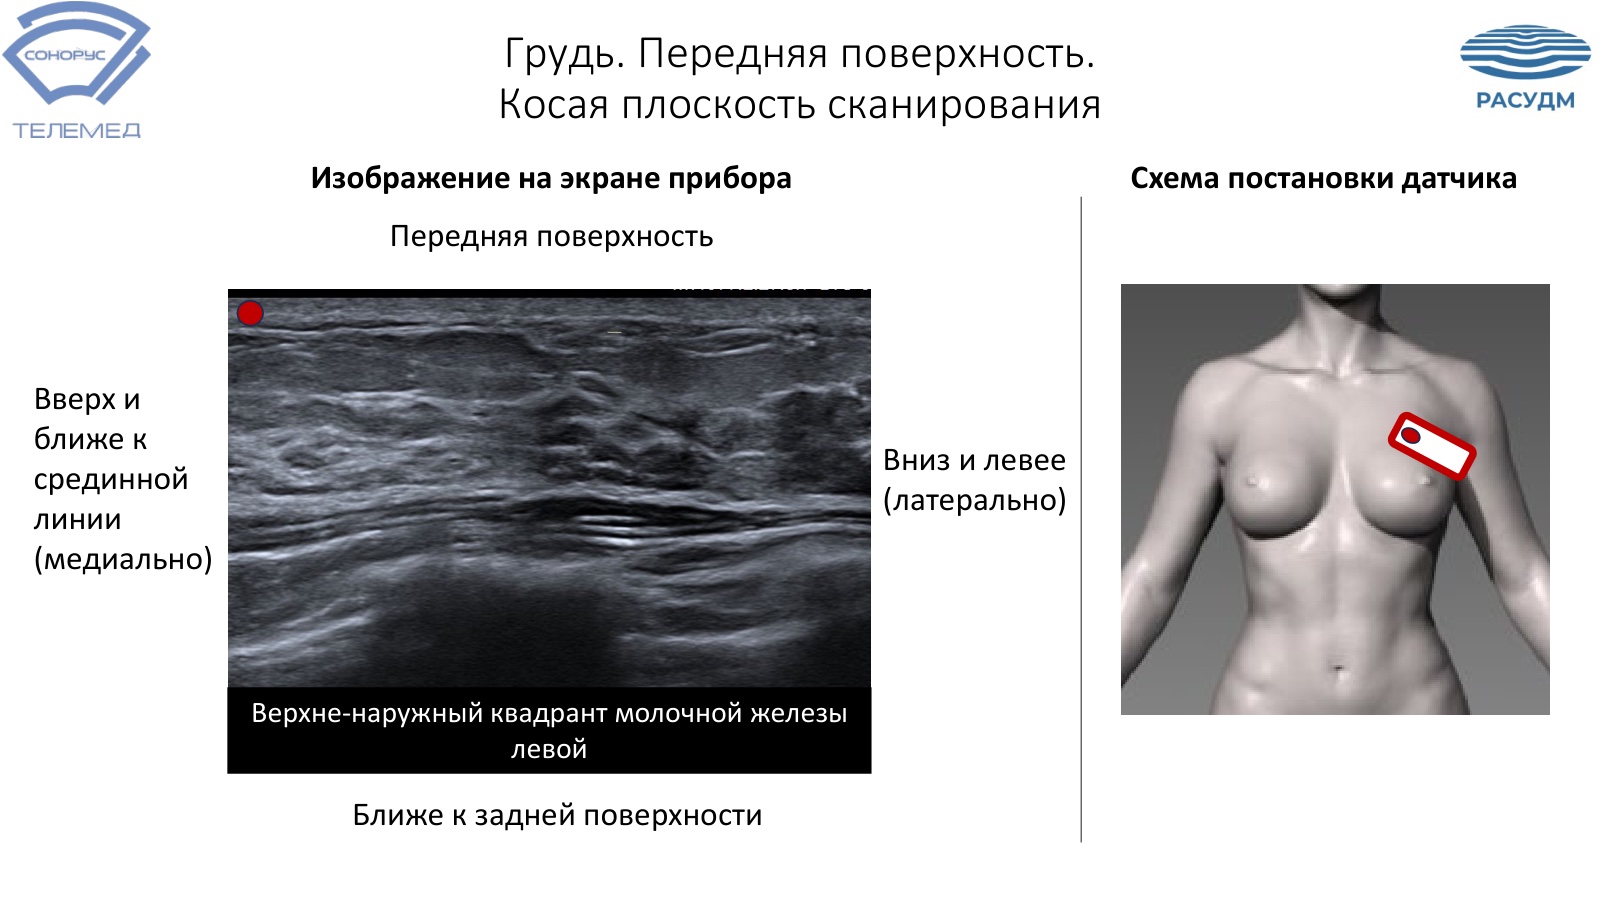 СОНОРУС
ТЕЛЕМЕД
Грудь. Передняя поверхность.
Косая плоскость сканирования
РАСУДМ
Изображение на экране прибора
Схема постановки датчика
Передняя поверхность
Вверх и
ближе к
срединной
линии
(медиально)
Вниз и левее
(латерально)
Верхне-наружный квадрант молочной железы
левой
Ближе к задней поверхности